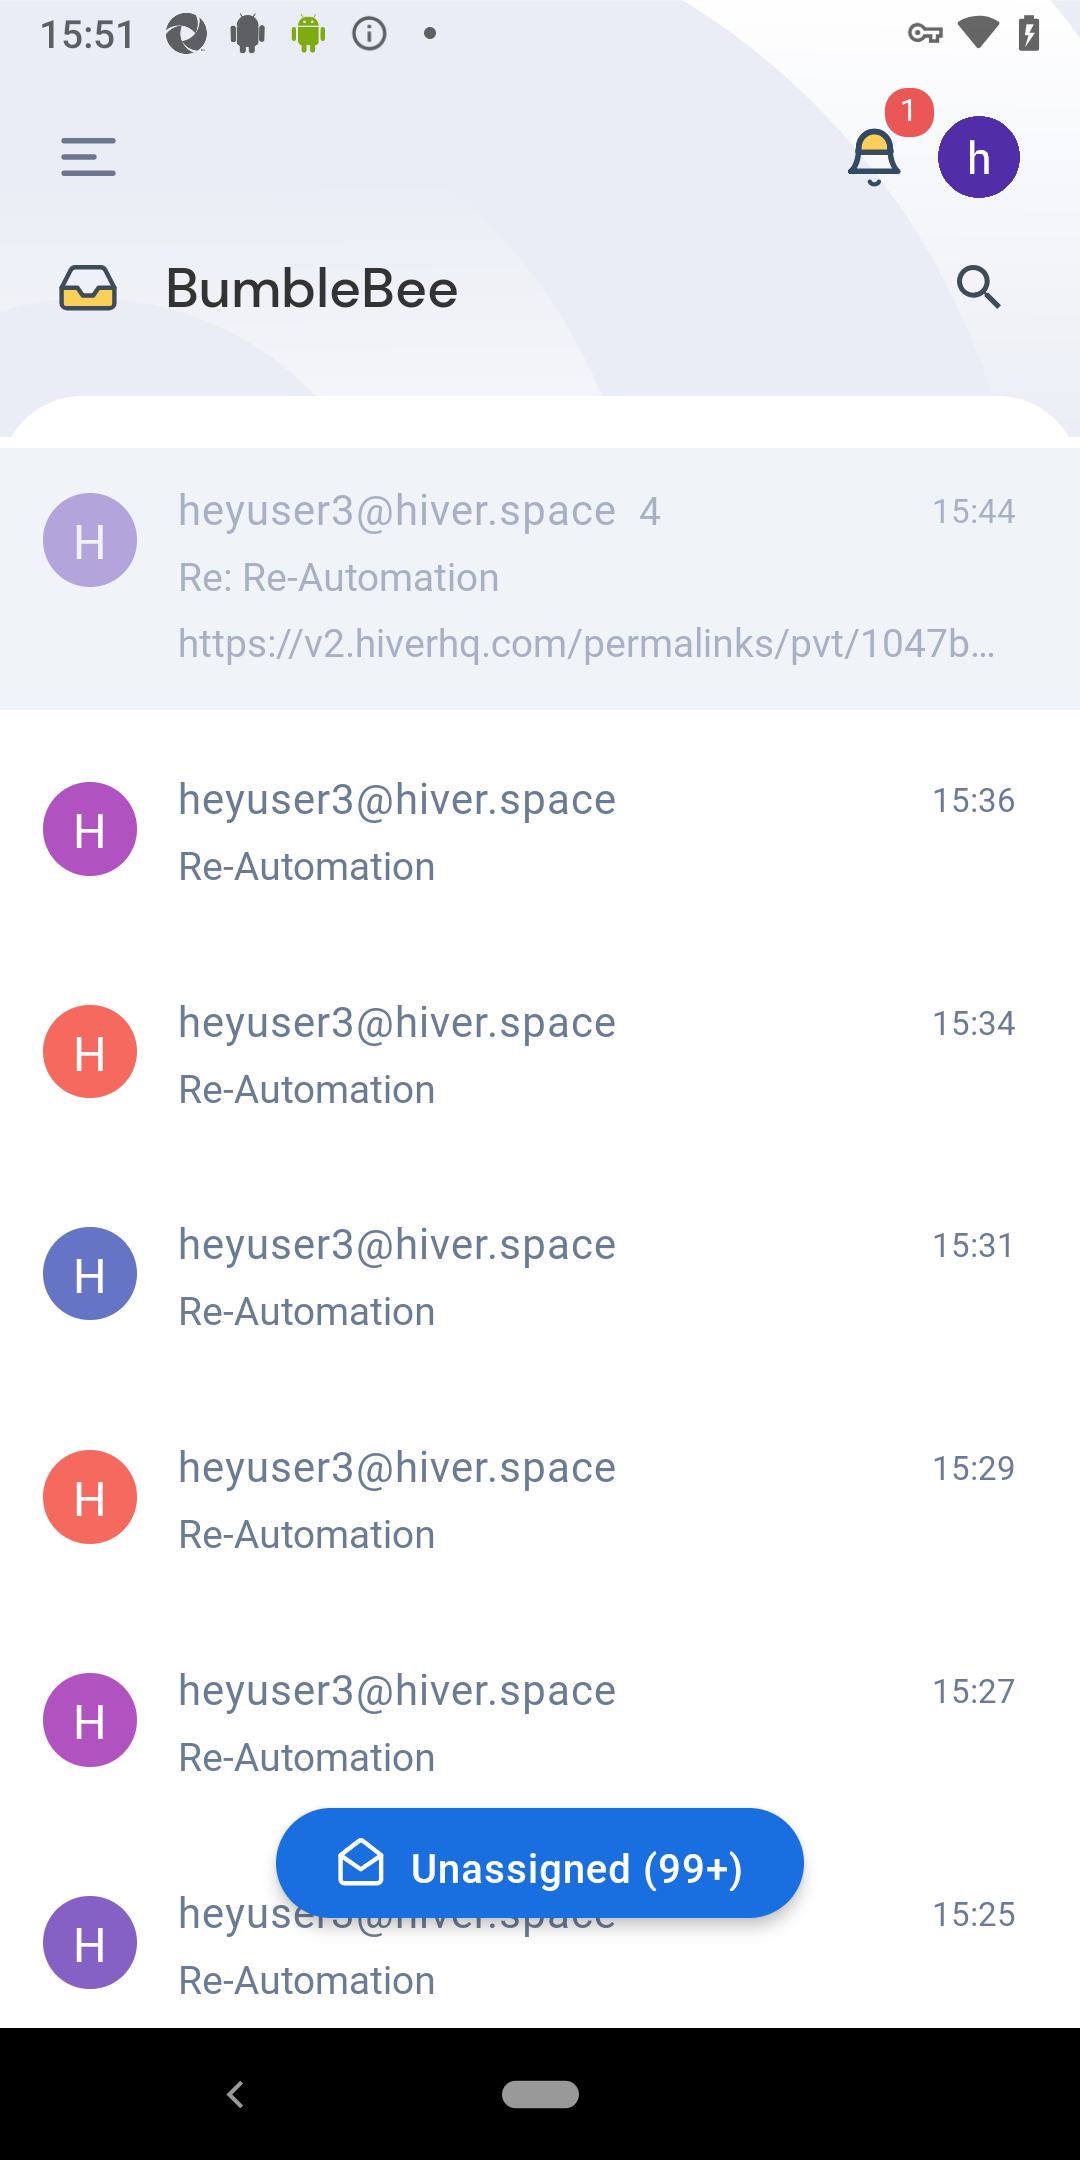 15:51
1
h
BumbleBee
H heyuser3@hiver.space 4 15:44
Re: Re-Automation
https://v2.hiverhq.com/permalinks/pvt/1047b...
H heyuser3@hiver.space 15:36
Re-Automation
H heyuser3@hiver.space 15:34
Re-Automation
H heyuser3@hiver.space 15:31
Re-Automation
H heyuser3@hiver.space 15:29
Re-Automation
H heyuser3@hiver.space 15:27
Re-Automation
Unassigned (99+)
H heyuser3@hiver.space 15:25
Re-Automation